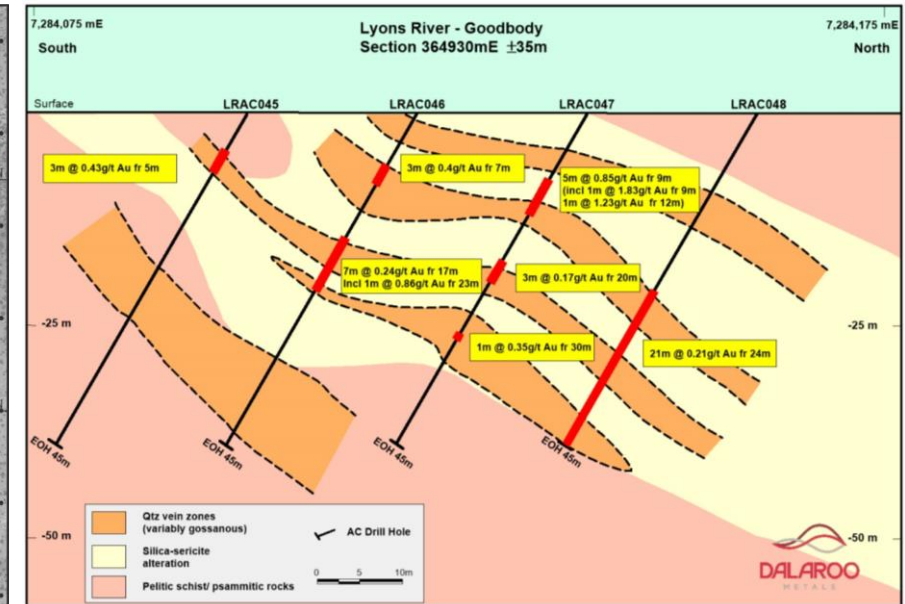 7,284,075 mE
Lyons River - Goodbody
7,284,175 mE
South
Section 364930mE ±35m
North
Surface
LRAC045
LRAC046
LRAC047
LRAC048
3m @ 0.43g/t Au fr 5m
3m @ 0.4g/t Au fr 7m
5m @ 0.85g/t Au fr 9m
(incl 1m @ 1.83g/t Au fr 9m
1m @ 1.23g/t Au fr 12m)
7m @ 0.24g/t Au fr 17m
Incl 1m @ 0.86g/t Au fr 23m
3m @ 0.17g/t Au fr 20m
-25 m
-25 m
1m @ 0.35g/t Au fr 30m
21m @ 0.21g/t Au fr 24m
EOH 45m
EOH 45m
EOH 45m
EOH 45m
-50 m
-50 m
Qtz vein zones
(variably gossanous)
AC Drill Hole
Silica-sericite
alteration
0 5 10m
Pelitic schist/ psammitic rocks
DALAROO
METALS